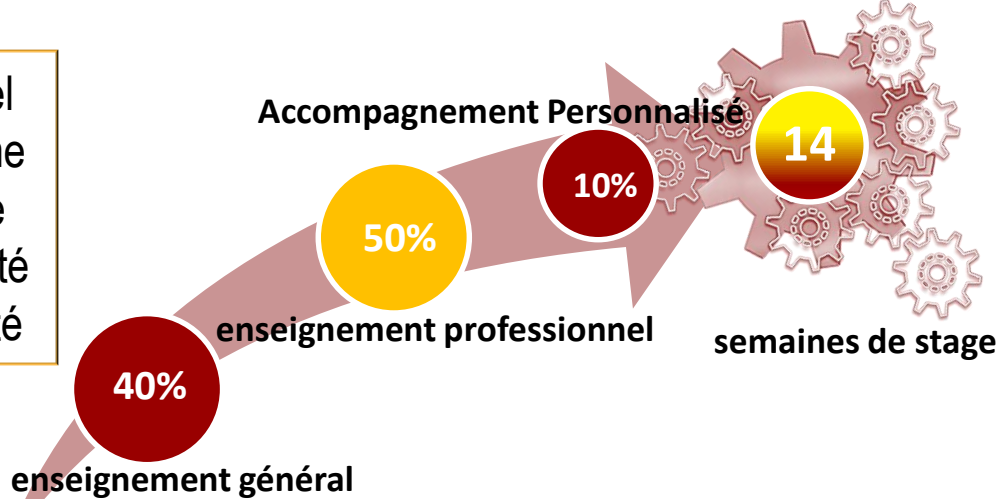 Accompagnement Personnalisé
14
10%
50%
enseignement professionnel
semaines de stage
40%
enseignement général